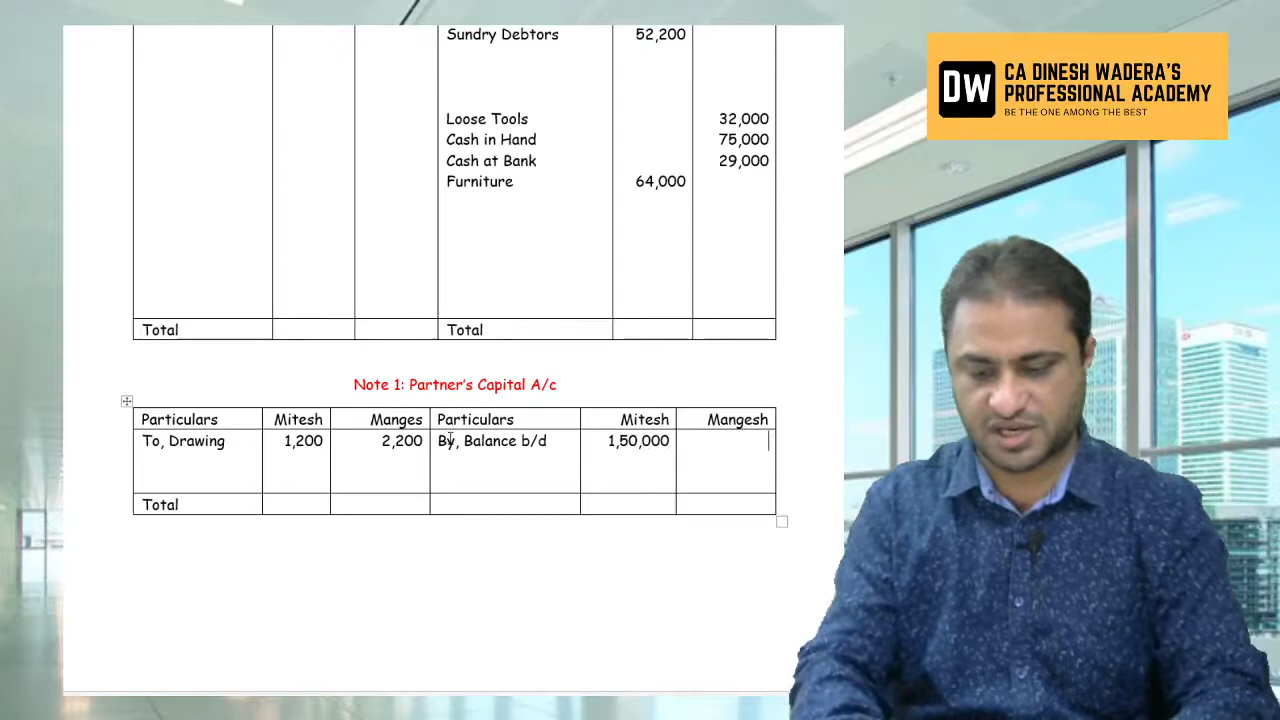 Sundry Debtors 52,200
Loose Tools 32,000
Cash in Hand 75,000
Cash at Bank 29,000
Furniture 64,000
Total Total
Note 1: Partner's Capital A/c
Particulars Mitesh Manges Particulars Mitesh Mangesh
To, Drawing 1,200 2,200 By, Balance b/d 1,50,000
Total
DW
CA DINESH WADERA'S
PROFESSIONAL ACADEMY
BE THE ONE AMONG THE BEST